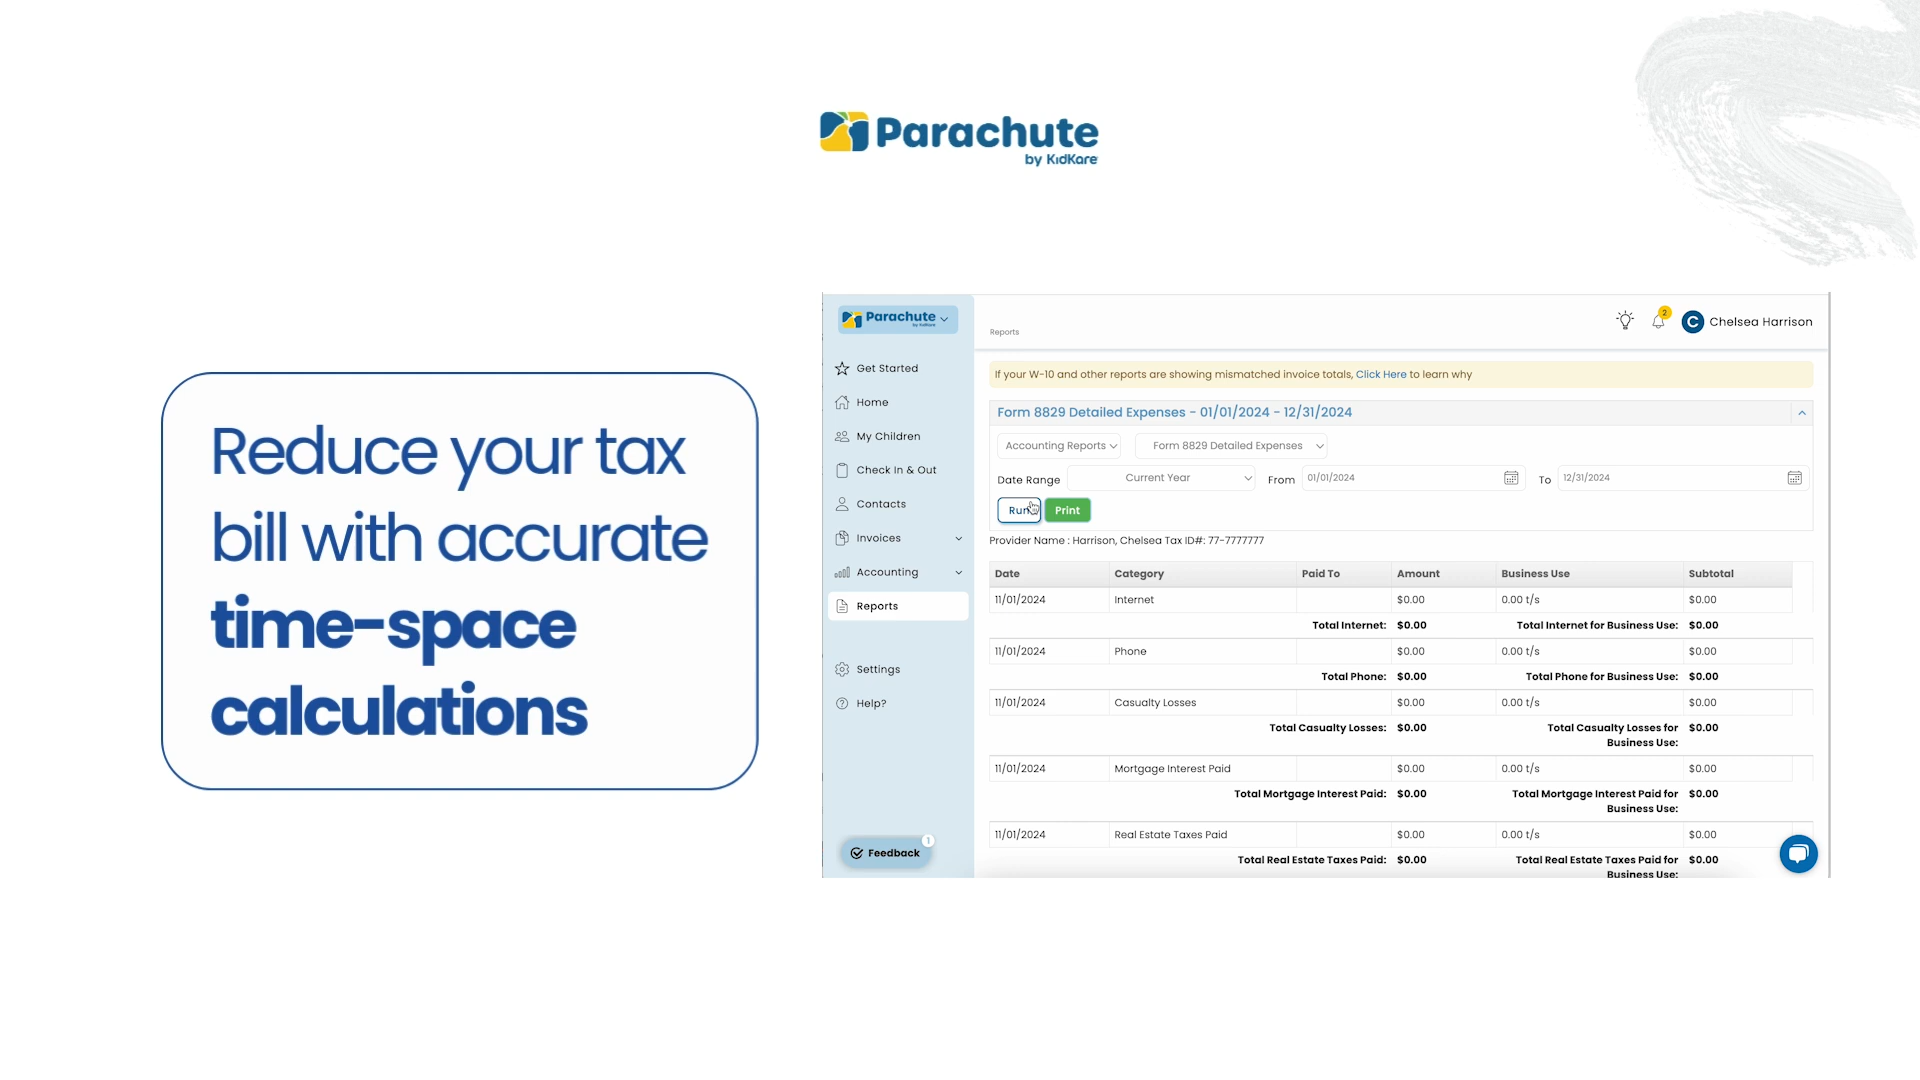 Parachute
by KidKare
Reduce your tax
bill with accurate
time-space
calculations
Parachute
by KidKare
Get Started
Home
My Children
Check In & Out
Contacts
Invoices
Accounting
Reports
Settings
Help?
Feedback
1
Reports
2
C
Chelsea Harrison
If your W-10 and other reports are showing mismatched invoice totals, Click Here to learn why
Form 8829 Detailed Expenses - 01/01/2024 - 12/31/2024
Accounting Reports Form 8829 Detailed Expenses
Date Range Current Year From 01/01/2024 To 12/31/2024
Run Print
Provider Name : Harrison, Chelsea Tax ID#: 77-7777777
Date Category Paid To Amount Business Use Subtotal
11/01/2024 Internet $0.00 0.00 t/s $0.00
Total Internet: $0.00 Total Internet for Business Use: $0.00
11/01/2024 Phone $0.00 0.00 t/s $0.00
Total Phone: $0.00 Total Phone for Business Use: $0.00
11/01/2024 Casualty Losses $0.00 0.00 t/s $0.00
Total Casualty Losses: $0.00 Total Casualty Losses for $0.00
Business Use:
11/01/2024 Mortgage Interest Paid $0.00 0.00 t/s $0.00
Total Mortgage Interest Paid: $0.00 Total Mortgage Interest Paid for $0.00
Business Use:
11/01/2024 Real Estate Taxes Paid $0.00 0.00 t/s $0.00
Total Real Estate Taxes Paid: $0.00 Total Real Estate Taxes Paid for $0.00
Business Use: